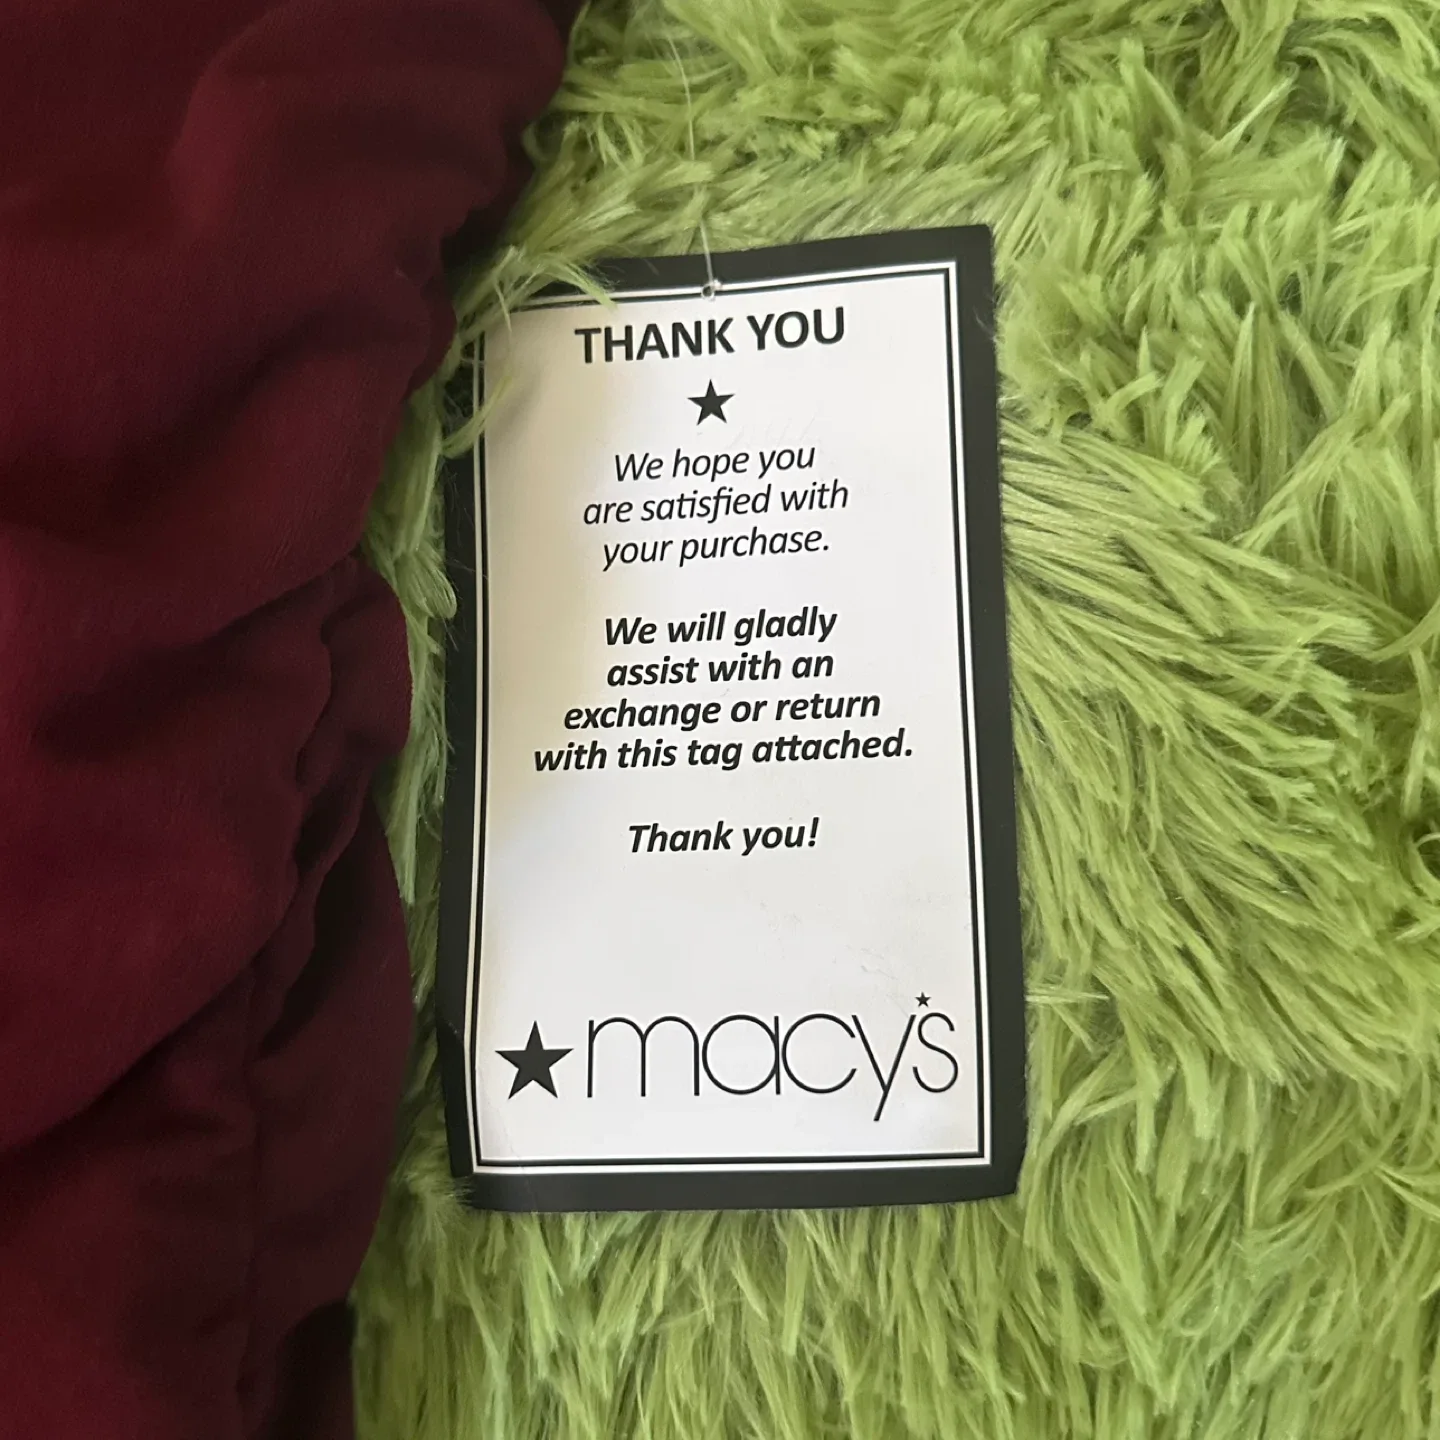 THANK YOU
We hope you
are satisfied with
your purchase.
We will gladly
assist with an
exchange or return
with this tag attached.
Thank you!
macy's